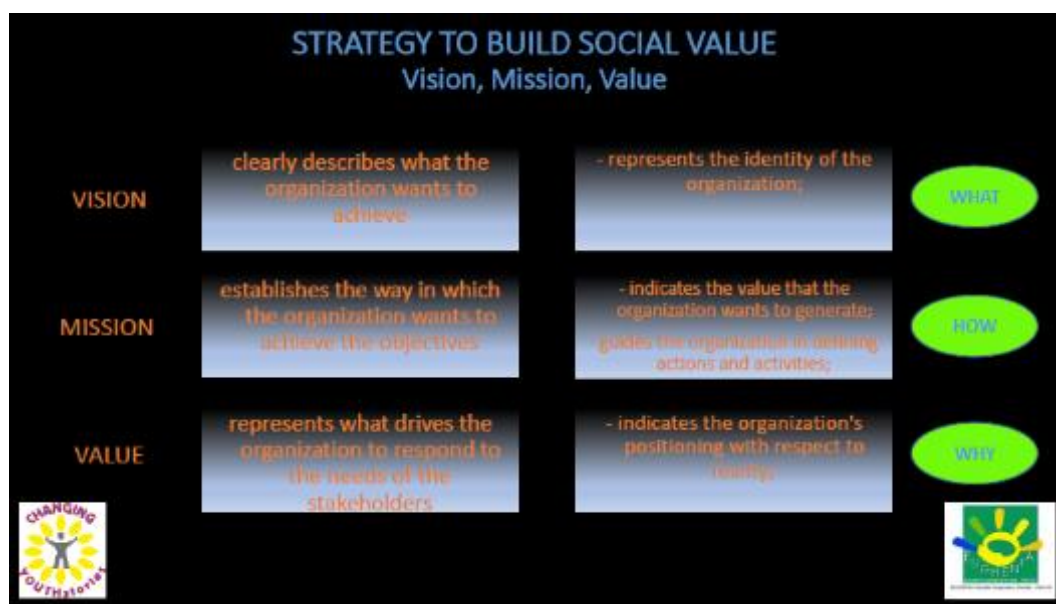 STRATEGY TO BUILD SOCIAL VALUE
Vision, Mission, Value
VISION
clearly describes what the
organization wants to
achieve
- represents the identity of the
organization;
WHAT
MISSION
establishes the way in which
the organization wants to
achieve the objectives
- indicates the value that the
organization wants to generate;
guides the organization in defining
actions and activities;
HOW
VALUE
represents what drives the
organization to respond to
the needs of the
stakeholders
- indicates the organization's
positioning with respect to
reality;
WHY
CHANGING
YOUTHstories